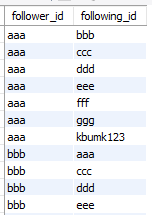 follower_id following_id
aaa bbb
aaa ccc
aaa ddd
aaa eee
aaa fff
aaa ggg
aaa kbumk123
bbb aaa
bbb ccc
bbb ddd
bbb eee